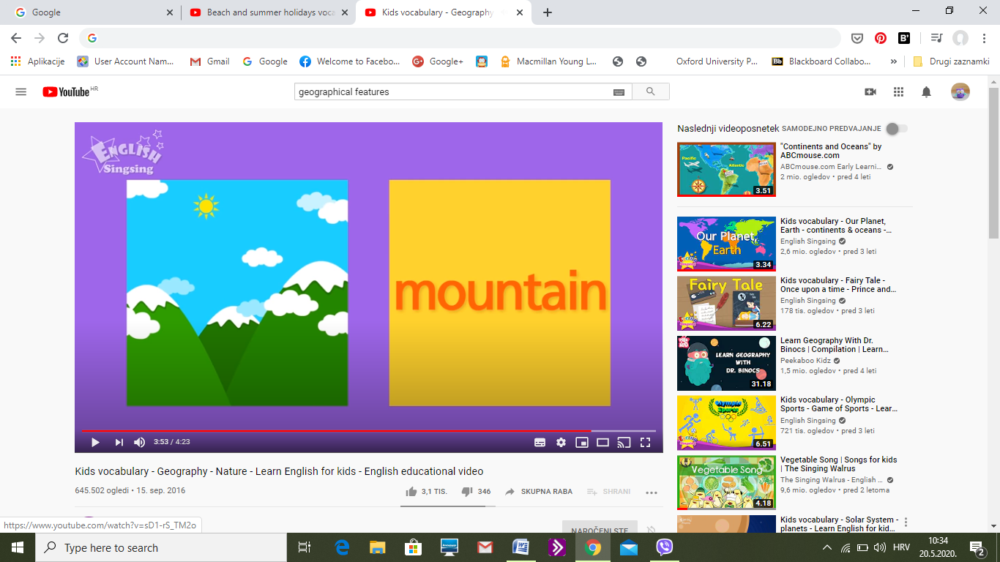 Google
Beach and summer holidays voca
Kids vocabulary - Geography
Aplikacije
User Account Nam...
Gmail
Google
Welcome to Facebo...
Google+
Macmillan Young L...
Oxford University P...
Bb
Blackboard Collabo...
»
Drugi zaznamki
YouTube HR
geographical features
ENGLISH
Singsing
mountain
3:53 / 4:23
Kids vocabulary - Geography - Nature - Learn English for kids - English educational video
645.502 ogledi • 15. sep. 2016
3,1 TIS.
346
SKUPNA RABA
SHRANI
NAROČENI STE
https://www.youtube.com/watch?v=sD1-rS_TM2o
Naslednji videoposnetek
SAMODEJNO PREDVAJANJE
Pacific
Atlantic
3.51
"Continents and Oceans" by
ABCmouse.com
ABCmouse.com Early Learni...
2 mio. ogledov • pred 4 leti
Our Planet,
Earth
3.34
Kids vocabulary - Our Planet,
Earth - continents & oceans -...
English Singsing
2,6 mio. ogledov • pred 3 leti
Fairy Tale
6.22
Kids vocabulary - Fairy Tale -
Once upon a time - Prince and...
English Singsing
178 tis. ogledov • pred 3 leti
LEARN GEOGRAPHY
WITH
DR. BINOCS
31.18
Learn Geography With Dr.
Binocs | Compilation | Learn...
Peekaboo Kidz
1,5 mio. ogledov • pred 4 leti
Olympic
Sports
6.51
Kids vocabulary - Olympic
Sports - Game of Sports - Lear...
English Singsing
721 tis. ogledov • pred 3 leti
Vegetable Song
4.18
Vegetable Song | Songs for kids
| The Singing Walrus
The Singing Walrus - English ...
9,6 mio. ogledov • pred 2 letoma
Kids vocabulary - Solar System -
planets - Learn English for kid...
Type here to search
HRV
10:34
20.5.2020.
2